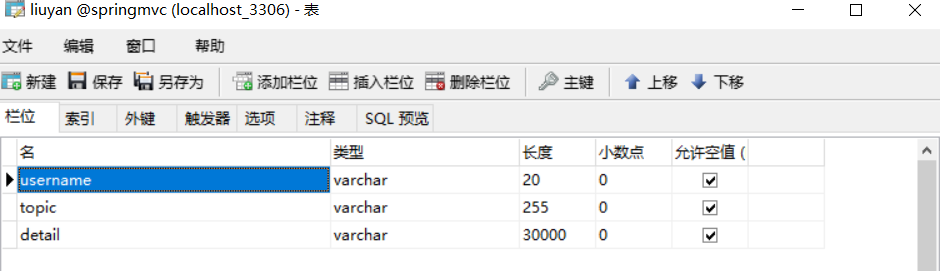 liuyan @springmvc (localhost_3306) - 表
文件 编辑 窗口 帮助
新建 保存 另存为 添加栏位 插入栏位 删除栏位 主键 上移 下移
栏位 索引 外键 触发器 选项 注释 SQL 预览
名 类型 长度 小数点 允许空值 (
username varchar 20 0
topic varchar 255 0
detail varchar 30000 0